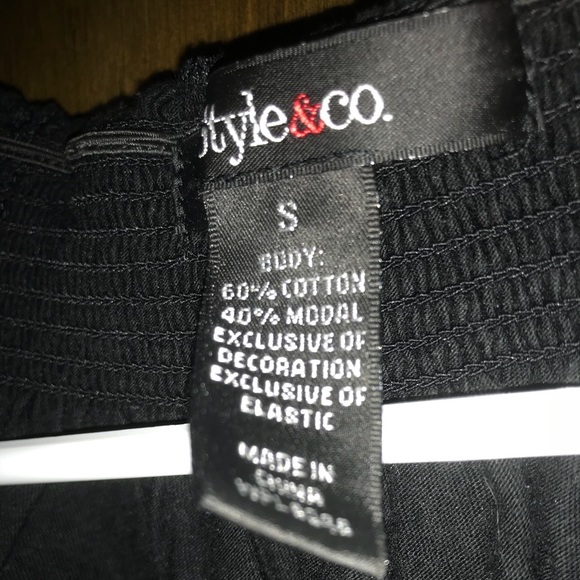 Style&co.
S
BODY:
60% COTTON
40% MODAL
EXCLUSIVE OF
DECORATION
EXCLUSIVE OF
ELASTIC
MADE IN
CHINA